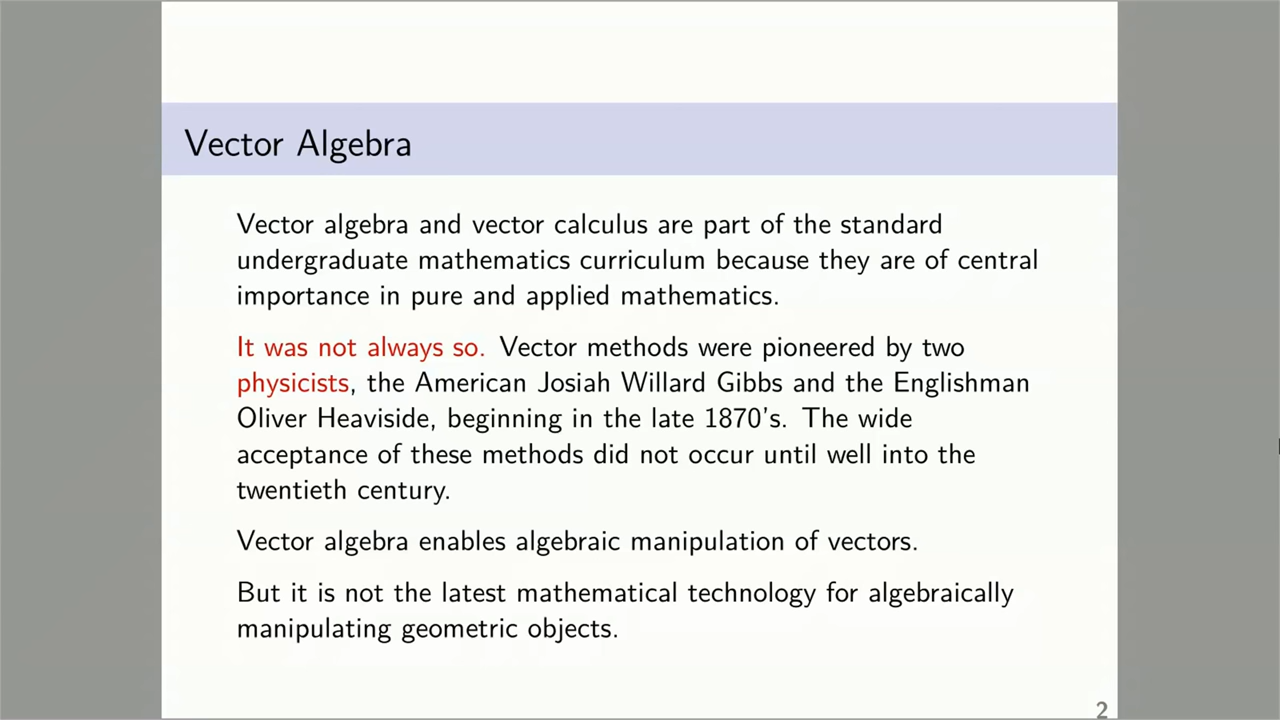 Vector Algebra
Vector algebra and vector calculus are part of the standard
undergraduate mathematics curriculum because they are of central
importance in pure and applied mathematics.
It was not always so. Vector methods were pioneered by two
physicists, the American Josiah Willard Gibbs and the Englishman
Oliver Heaviside, beginning in the late 1870's. The wide
acceptance of these methods did not occur until well into the
twentieth century.
Vector algebra enables algebraic manipulation of vectors.
But it is not the latest mathematical technology for algebraically
manipulating geometric objects.
2